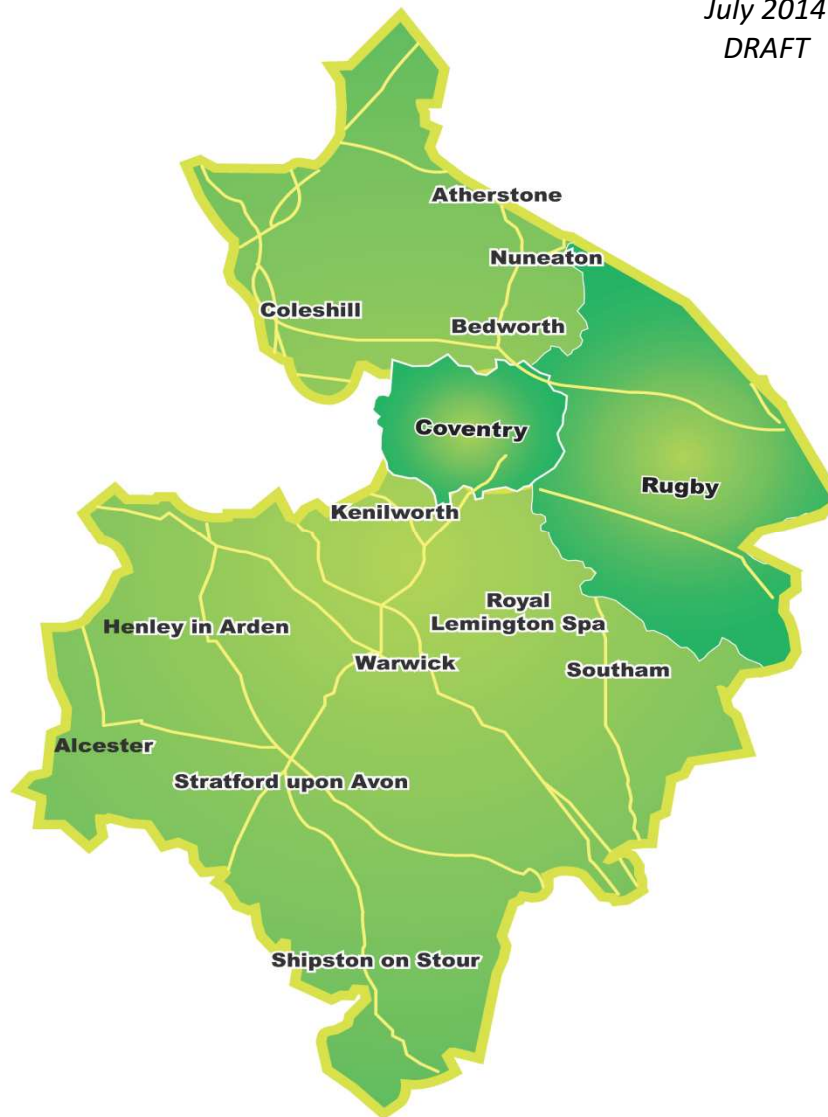 July 2014
DRAFT
Atherstone
Nuneaton
Coleshill
Bedworth
Coventry
Rugby
Kenilworth
Royal
Lemington Spa
Henley in Arden
Warwick
Southam
Alcester
Stratford upon Avon
Shipston on Stour